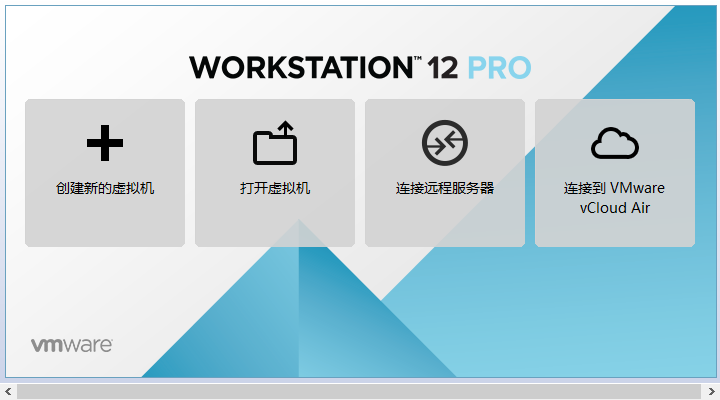 WORKSTATION™ 12 PRO
创建新的虚拟机
打开虚拟机
连接远程服务器
连接到 VMware
vCloud Air
vmware®